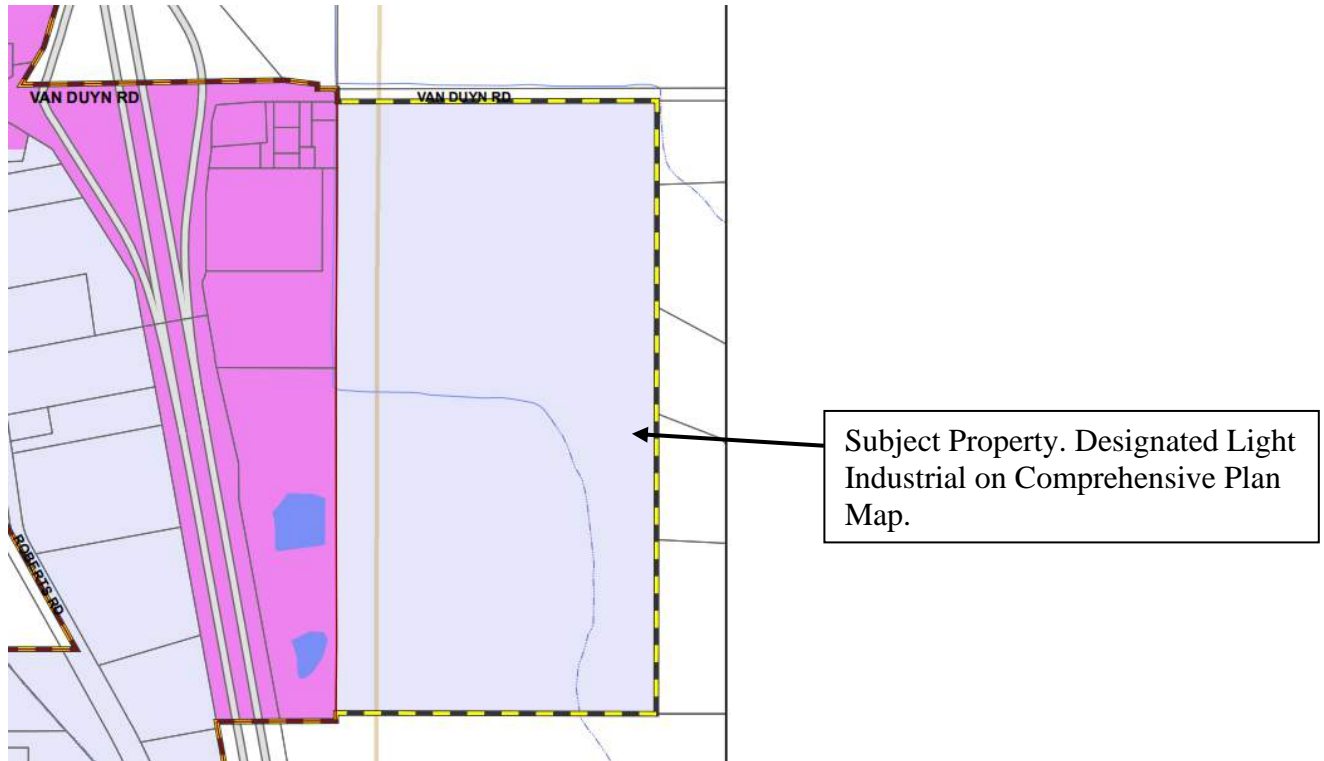 VAN DUYN RD
VAN DUYN RD
Subject Property. Designated Light
Industrial on Comprehensive Plan
Map.
ROBERTS RD